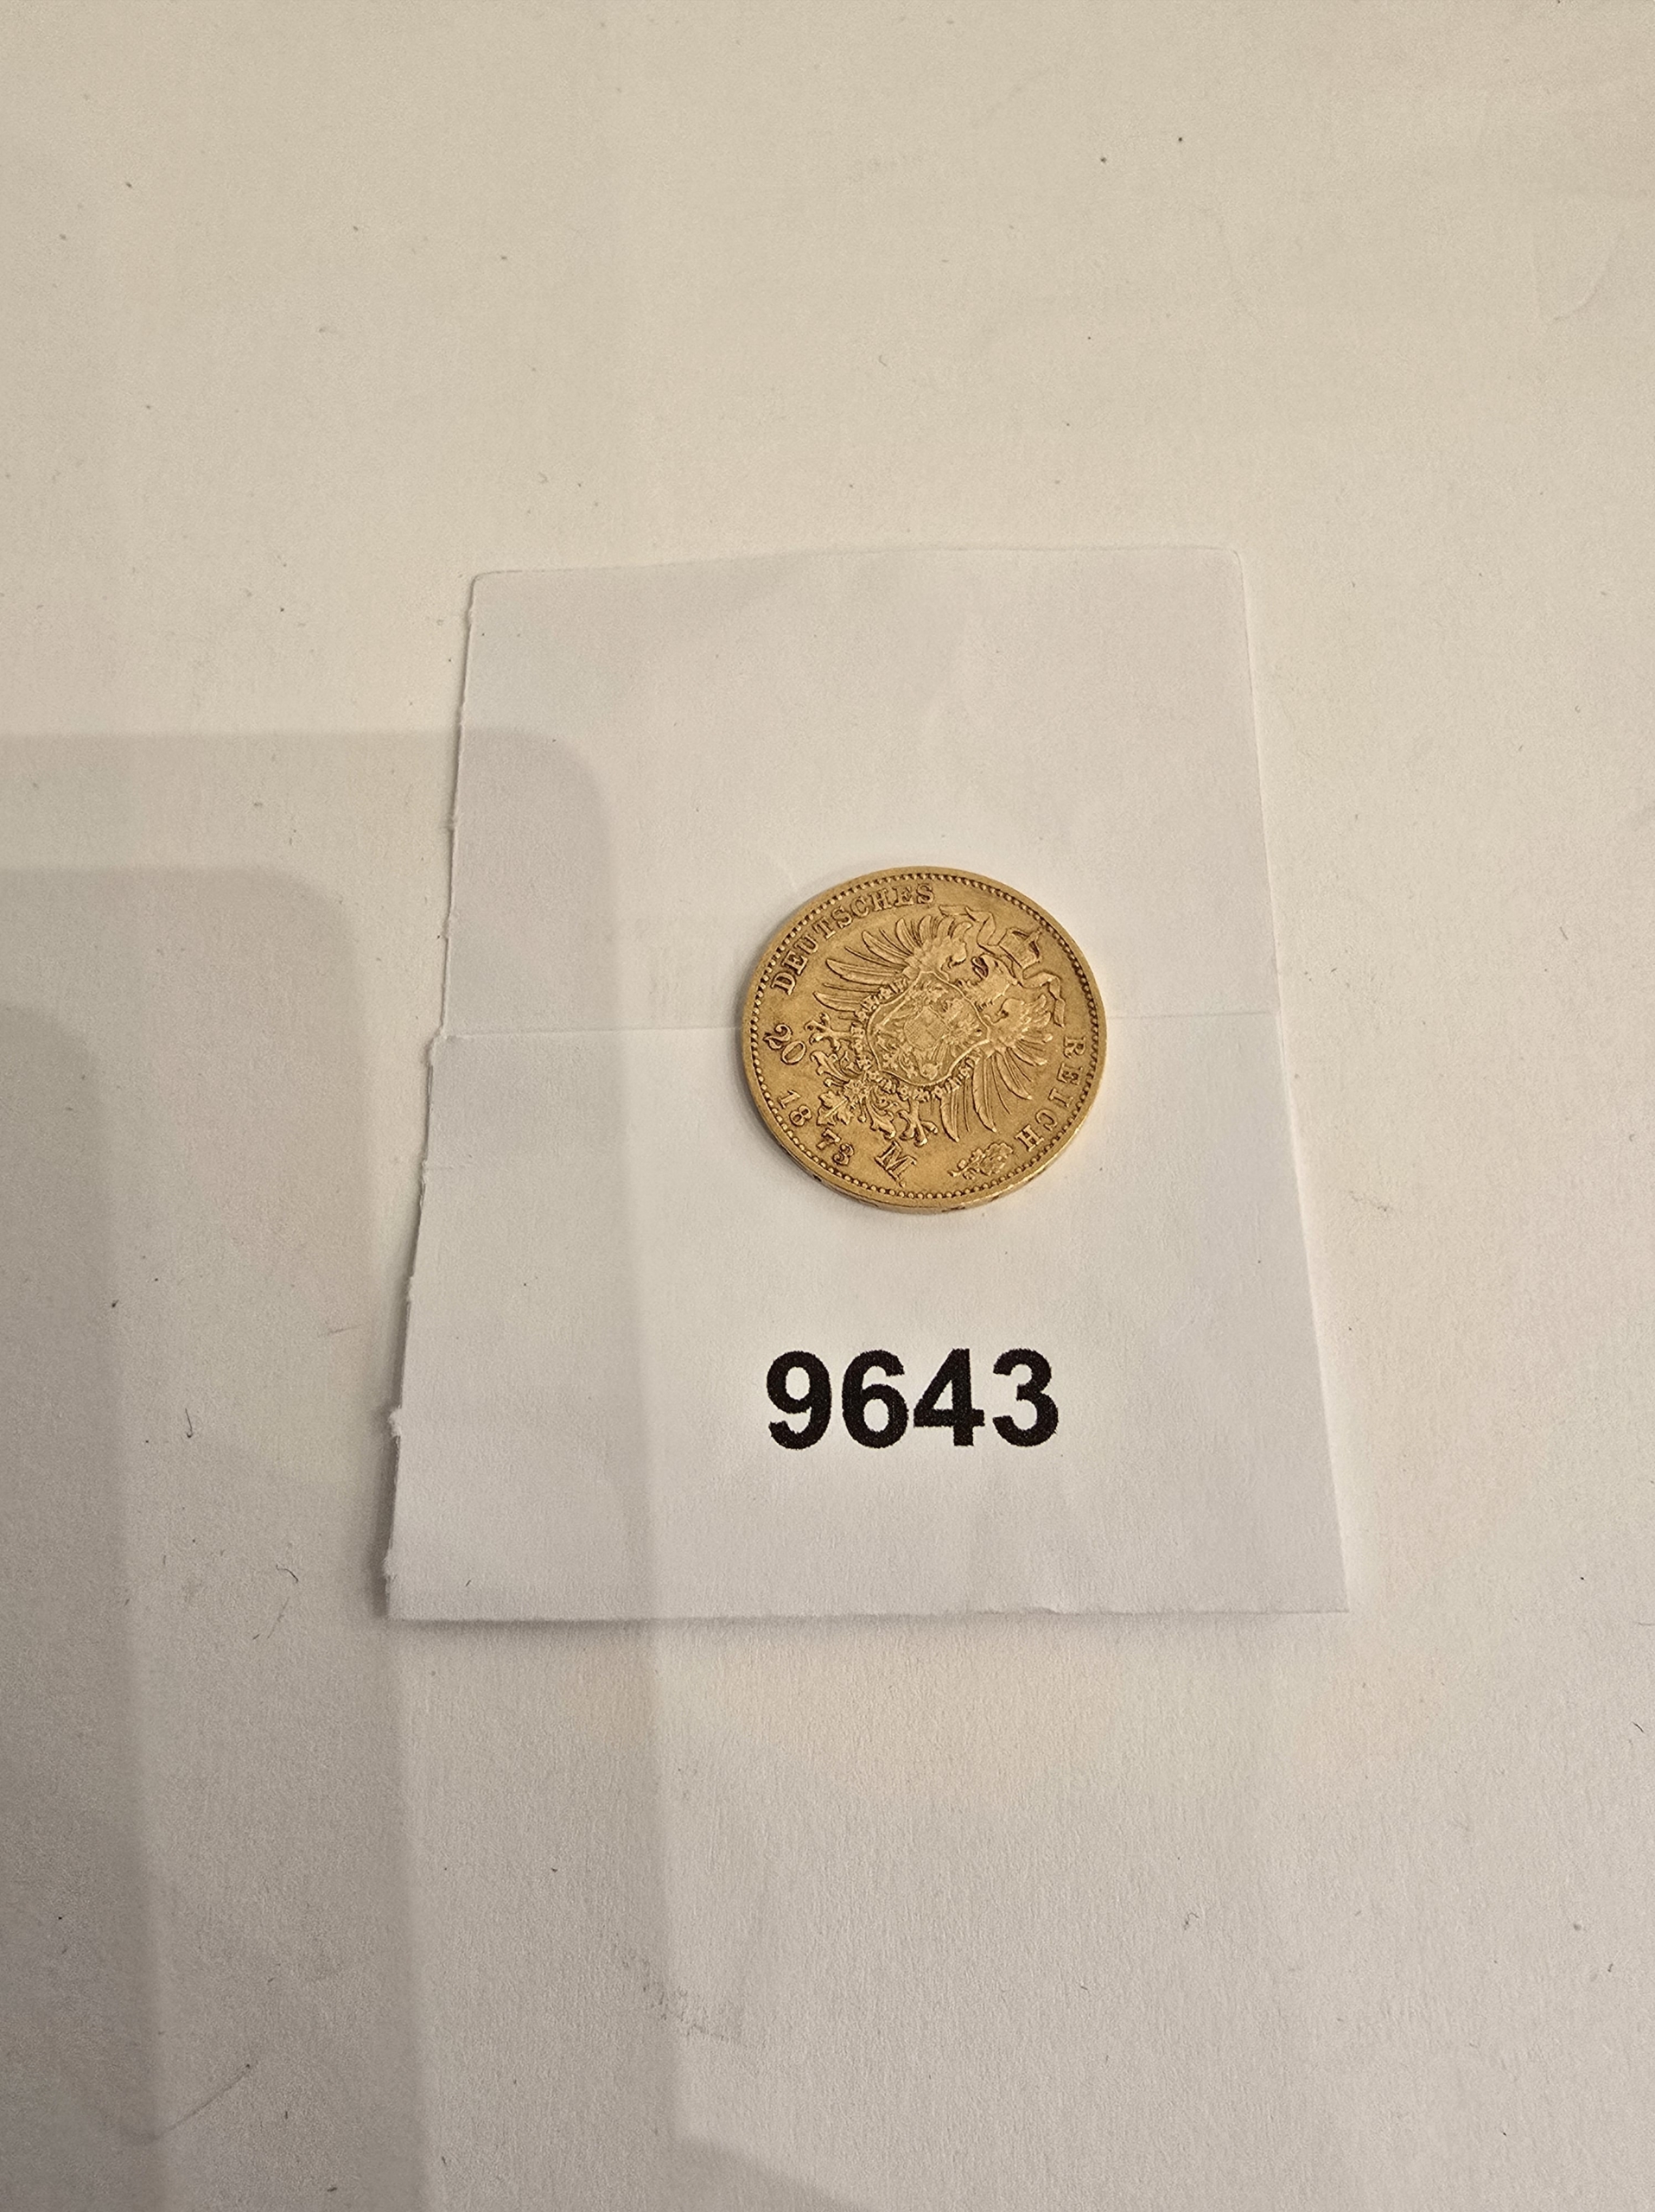 DEUTSCHES REICH
20 M.
1873
9643